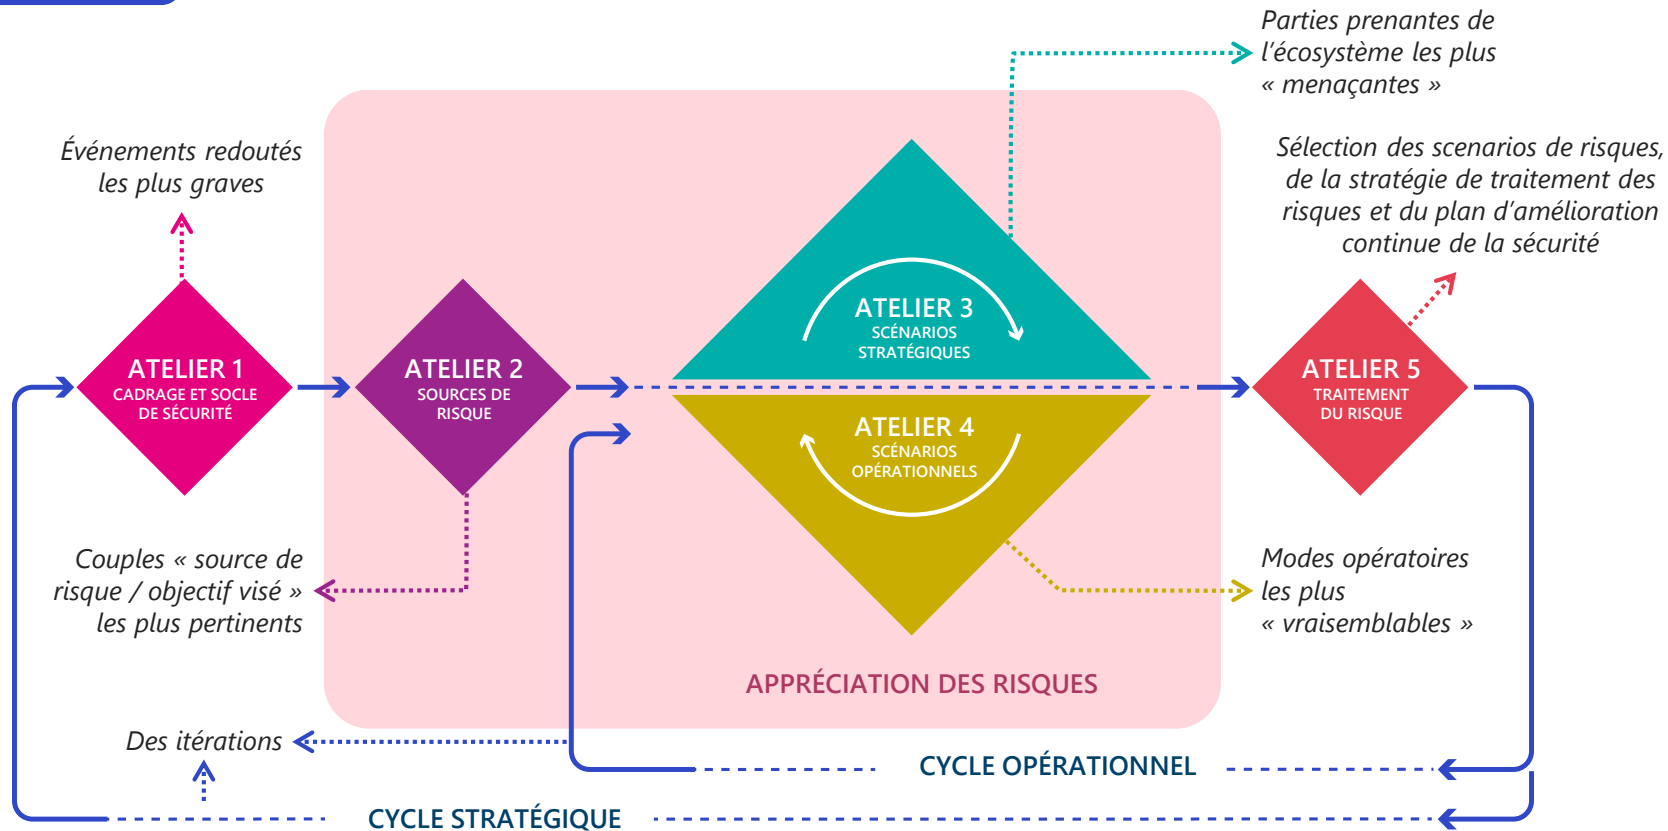 Parties prenantes de
l’écosystème les plus
« menaçantes »
Événements redoutés
les plus graves
Sélection des scenarios de risques,
de la stratégie de traitement des
risques et du plan d’amélioration
continue de la sécurité
ATELIER 1
CADRAGE ET SOCLE
DE SÉCURITÉ
ATELIER 2
SOURCES DE
RISQUE
ATELIER 3
SCÉNARIOS
STRATÉGIQUES
ATELIER 4
SCÉNARIOS
OPÉRATIONNELS
ATELIER 5
TRAITEMENT
DU RISQUE
Couples « source de
risque / objectif visé »
les plus pertinents
Modes opératoires
les plus
« vraisemblables »
APPRÉCIATION DES RISQUES
Des itérations
CYCLE OPÉRATIONNEL
CYCLE STRATÉGIQUE